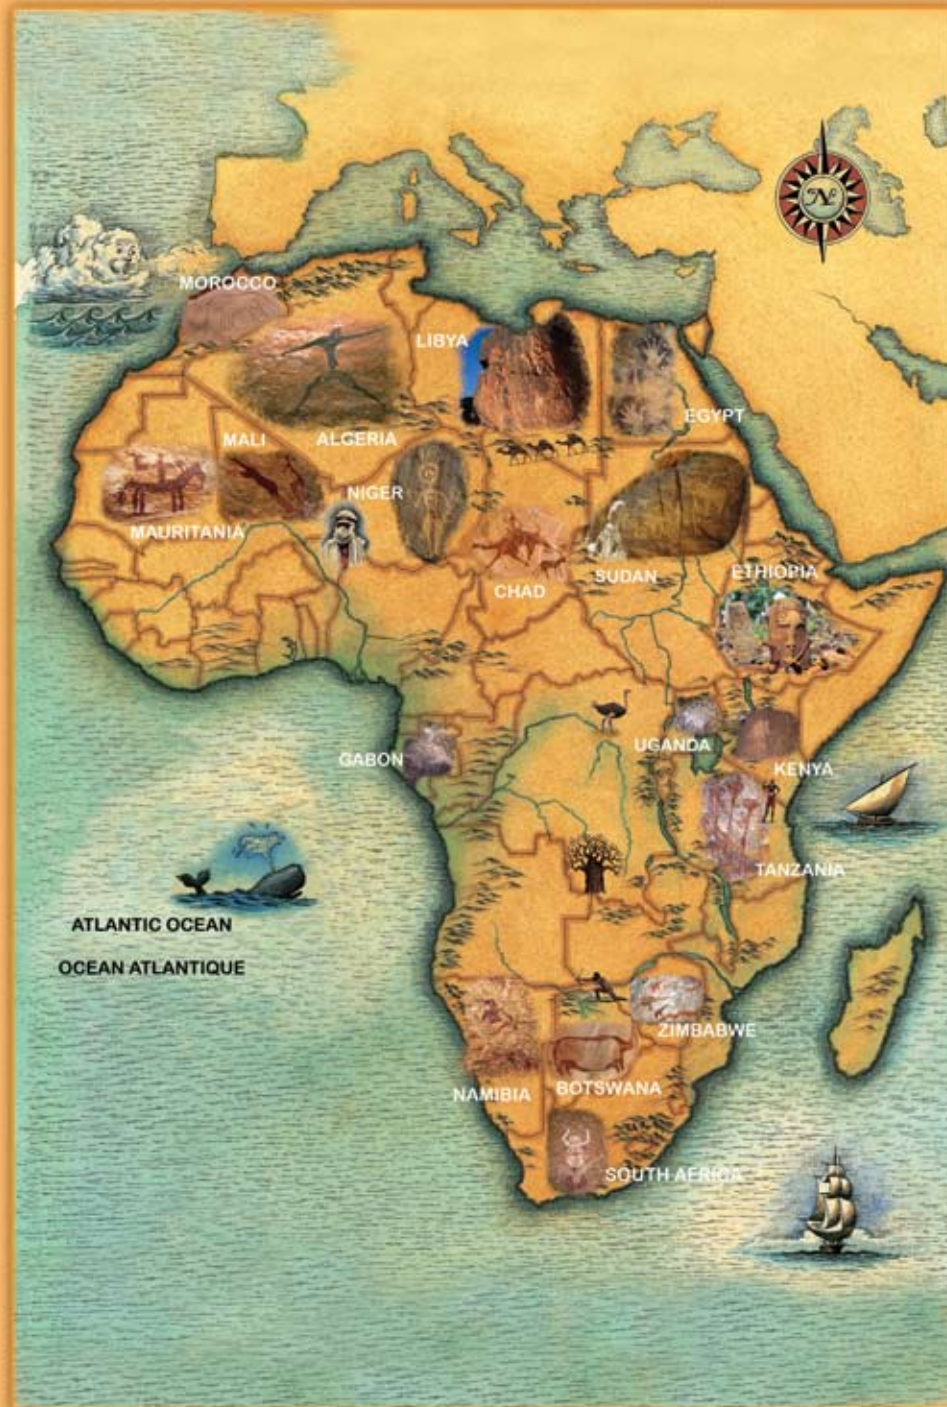 N
MOROCCO
LIBYA
EGYPT
MALI
ALGERIA
NIGER
MAURITANIA
CHAD
SUDAN
ETHIOPIA
GABON
UGANDA
KENYA
TANZANIA
ATLANTIC OCEAN
OCEAN ATLANTIQUE
ZIMBABWE
BOTSWANA
NAMIBIA
SOUTH AFRICA